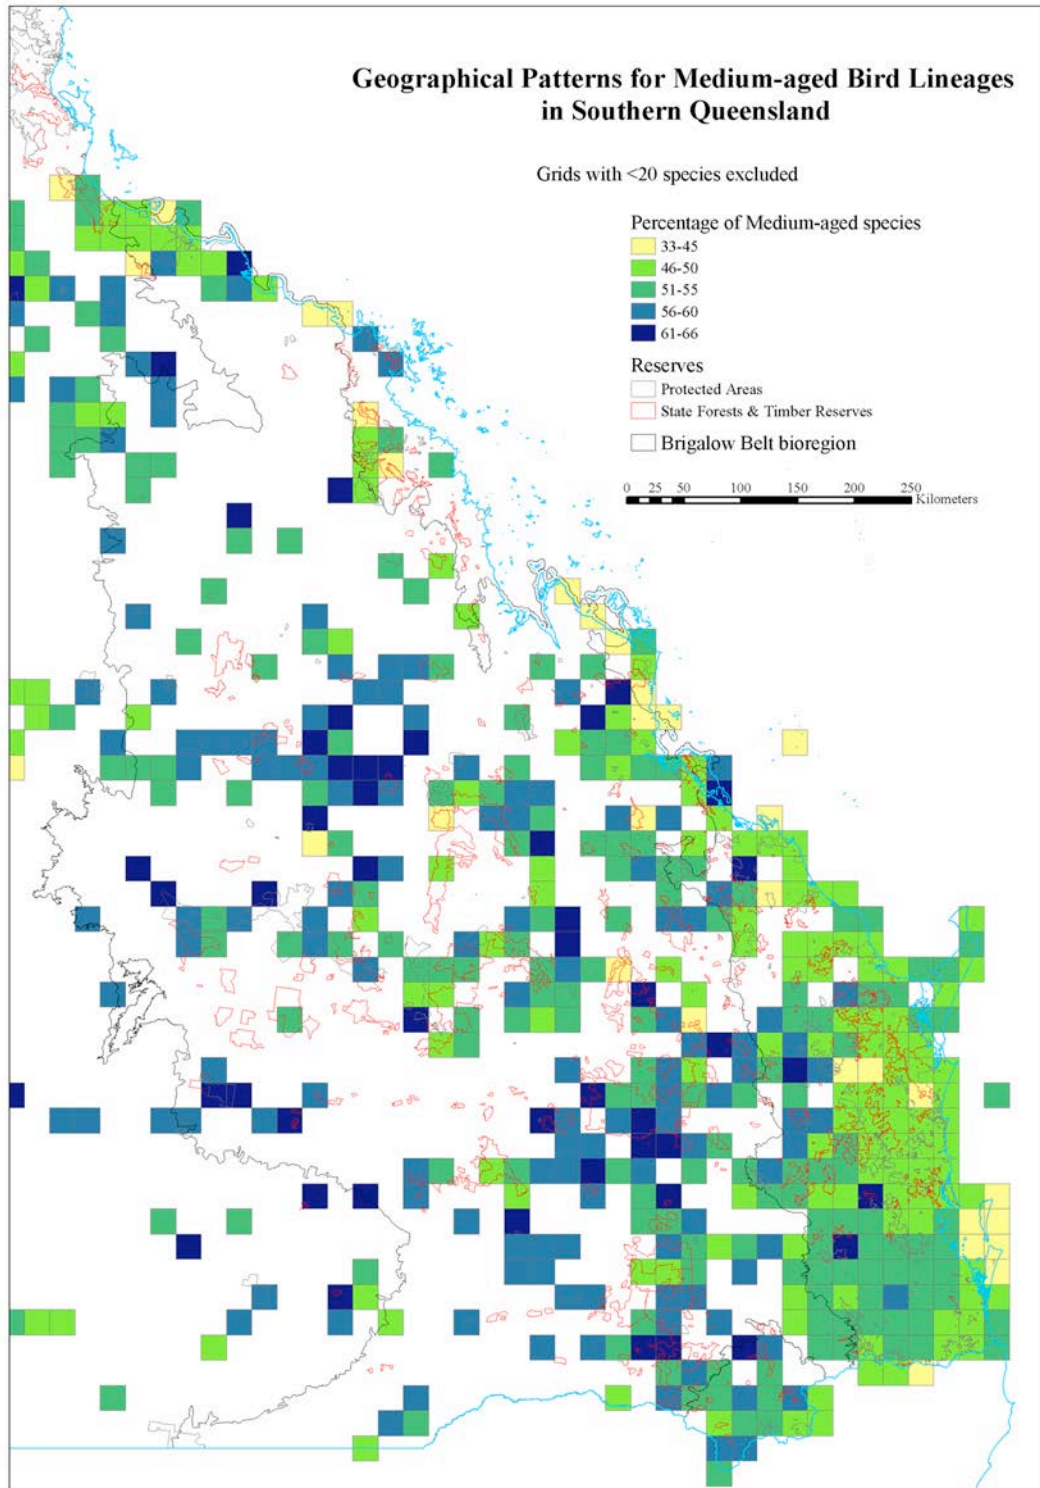 Geographical Patterns for Medium-aged Bird Lineages
in Southern Queensland
Grids with <20 species excluded
Percentage of Medium-aged species
33-45
46-50
51-55
56-60
61-66
Reserves
Protected Areas
State Forests & Timber Reserves
Brigalow Belt bioregion
0 25 50 100 150 200 250
Kilometers